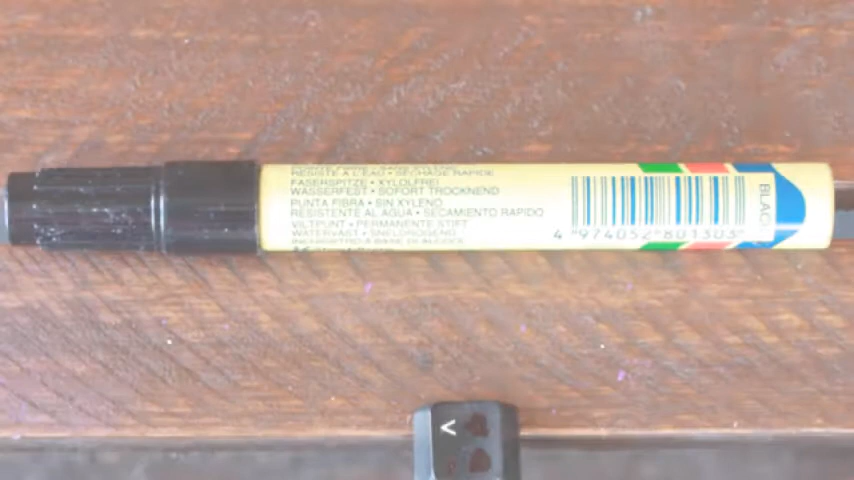 RESISTE A L'EAU • SECHAGE RAPIDE
FASERSPITZE • XYLOLFREI
WASSERFEST • SOFORT TROCKNEND
PUNTA FIBRA • SIN XYLENO
RESISTENTE AL AGUA • SECAMIENTO RAPIDO
VILTPUNT • PERMANENTE STIFT
WATERVAST • SNELDROGEND
4 974052 801303
BLACK
V